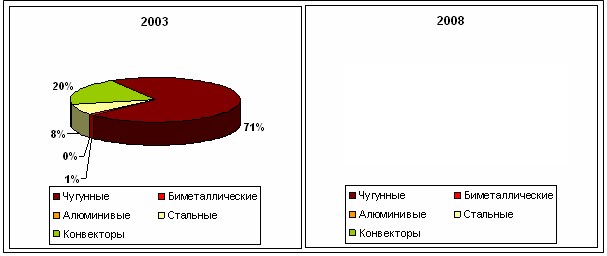 2003
20%
71%
8%
0%
1%
Чугунные Биметаллические
Алюминивые Стальные
Конвекторы
2008
Чугунные Биметаллические
Алюминивые Стальные
Конвекторы